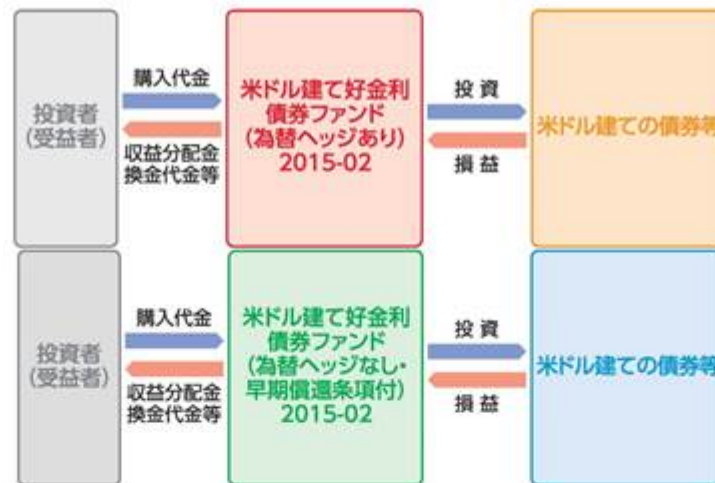 投資者
(受益者)
購入代金
収益分配金
換金代金等
米ドル建て好金利
債券ファンド
(為替ヘッジあり)
2015-02
投 資
損 益
米ドル建ての債券等
投資者
(受益者)
購入代金
収益分配金
換金代金等
米ドル建て好金利
債券ファンド
(為替ヘッジなし・
早期償還条項付)
2015-02
投 資
損 益
米ドル建ての債券等